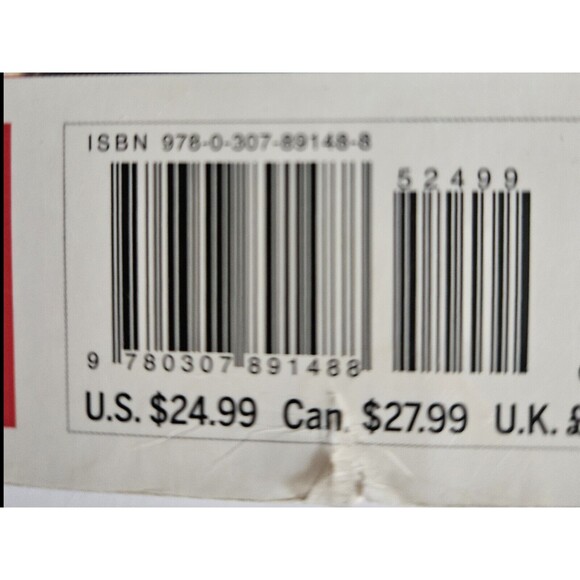 ISBN 978-0-307-89148-8
52499
9 780307 891488
U.S. $24.99 Can. $27.99 U.K. £